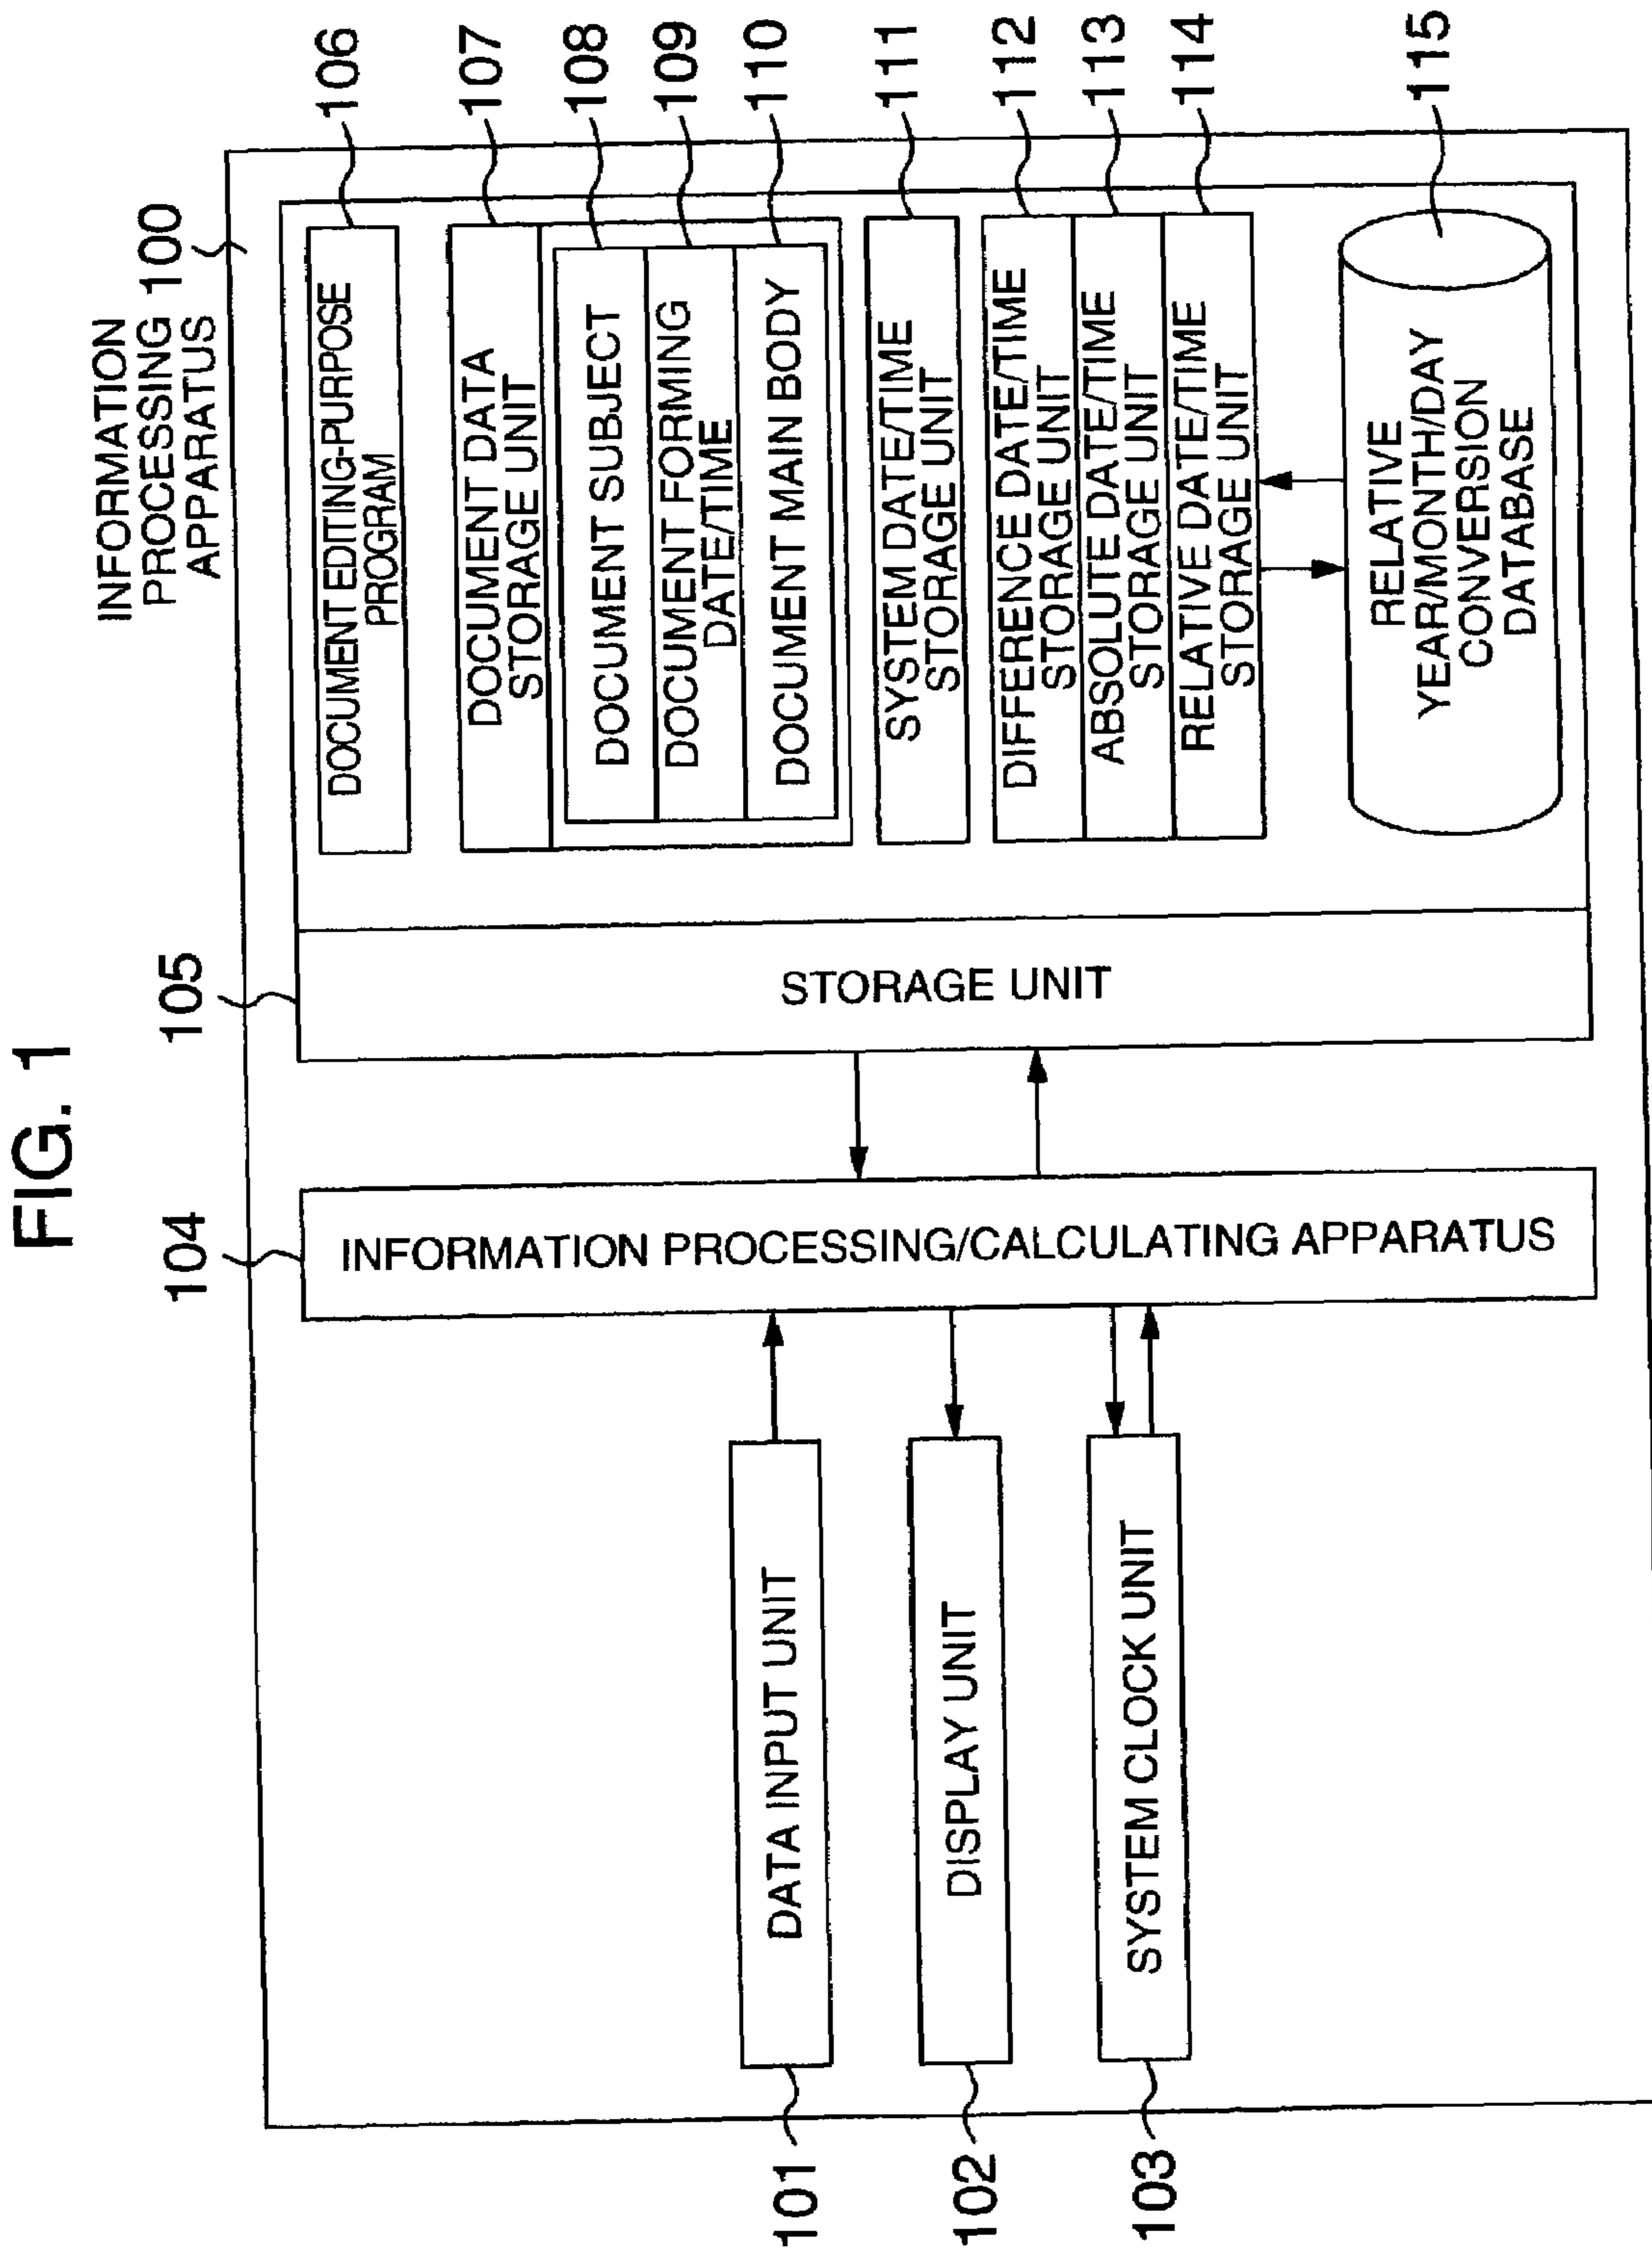 FIG. 1
INFORMATION
PROCESSING 100
APPARATUS
101
DATA INPUT UNIT
102
DISPLAY UNIT
103
SYSTEM CLOCK UNIT
104
INFORMATION PROCESSING/CALCULATING APPARATUS
105
STORAGE UNIT
DOCUMENT EDITING-PURPOSE
PROGRAM
106
DOCUMENT DATA
STORAGE UNIT
107
DOCUMENT SUBJECT
108
DOCUMENT FORMING
DATE/TIME
109
DOCUMENT MAIN BODY
110
SYSTEM DATE/TIME
STORAGE UNIT
111
DIFFERENCE DATE/TIME
STORAGE UNIT
112
ABSOLUTE DATE/TIME
STORAGE UNIT
113
RELATIVE DATE/TIME
STORAGE UNIT
114
RELATIVE
YEAR/MONTH/DAY
CONVERSION
DATABASE
115